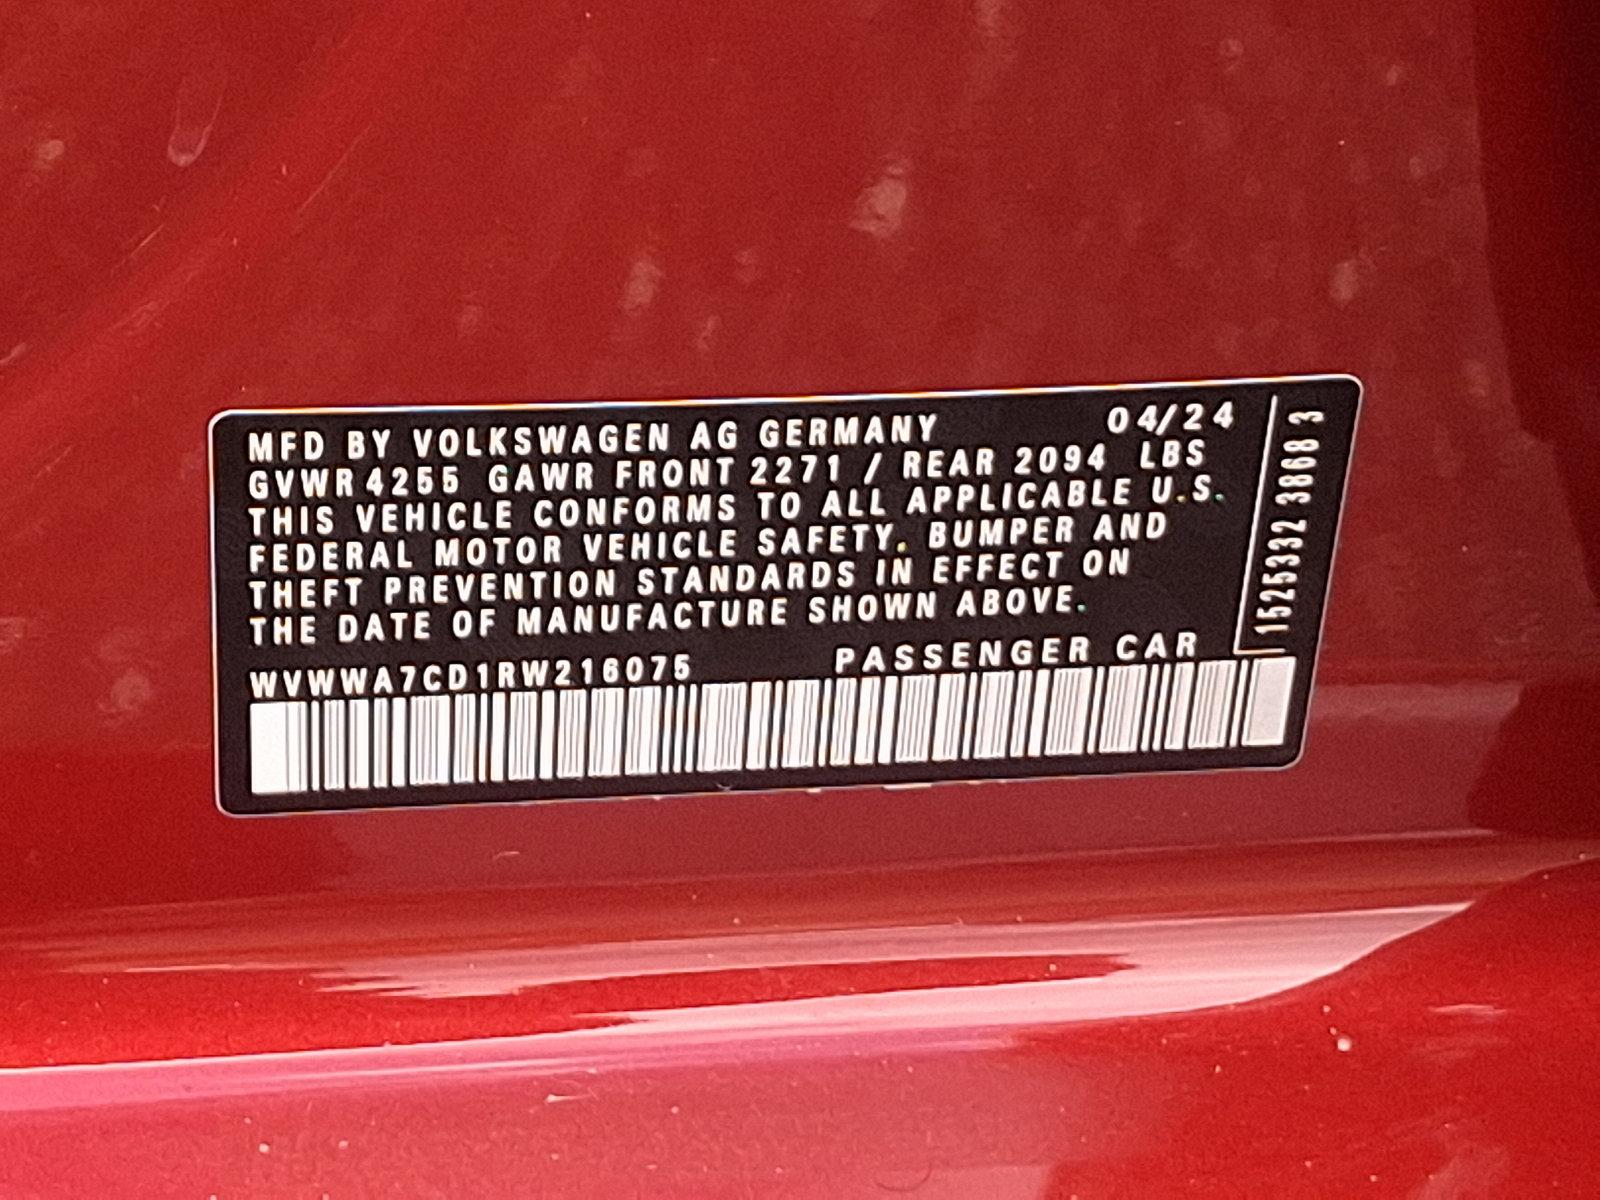 MFD BY VOLKSWAGEN AG GERMANY 04/24
GVWR 4255 GAWR FRONT 2271 / REAR 2094 LBS
THIS VEHICLE CONFORMS TO ALL APPLICABLE U.S.
FEDERAL MOTOR VEHICLE SAFETY, BUMPER AND
THEFT PREVENTION STANDARDS IN EFFECT ON
THE DATE OF MANUFACTURE SHOWN ABOVE.
WVWWA7CD1RW216075 PASSENGER CAR
1525332 3868 3